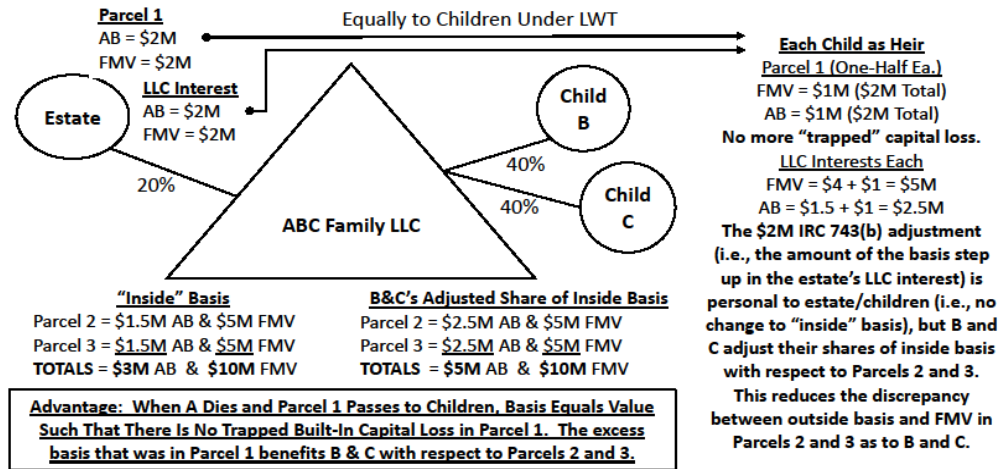 Parcel 1
AB = $2M
FMV = $2M
Equally to Children Under LWT
LLC Interest
AB = $2M
FMV = $2M
Estate
20%
ABC Family LLC
Child
B
40%
Child
C
40%
Each Child as Heir
Parcel 1 (One-Half Ea.)
FMV = $1M ($2M Total)
AB = $1M ($2M Total)
No more “trapped” capital loss.
LLC Interests Each
FMV = $4 + $1 = $5M
AB = $1.5 + $1 = $2.5M
The $2M IRC 743(b) adjustment
(i.e., the amount of the basis step
up in the estate’s LLC interest) is
personal to estate/children (i.e., no
change to “inside” basis), but B and
C adjust their shares of inside basis
with respect to Parcels 2 and 3.
This reduces the discrepancy
between outside basis and FMV in
Parcels 2 and 3 as to B and C.
“Inside” Basis
Parcel 2 = $1.5M AB & $5M FMV
Parcel 3 = $1.5M AB & $5M FMV
TOTALS = $3M AB & $10M FMV
B&C’s Adjusted Share of Inside Basis
Parcel 2 = $2.5M AB & $5M FMV
Parcel 3 = $2.5M AB & $5M FMV
TOTALS = $5M AB & $10M FMV
Advantage: When A Dies and Parcel 1 Passes to Children, Basis Equals Value
Such That There Is No Trapped Built-In Capital Loss in Parcel 1. The excess
basis that was in Parcel 1 benefits B & C with respect to Parcels 2 and 3.